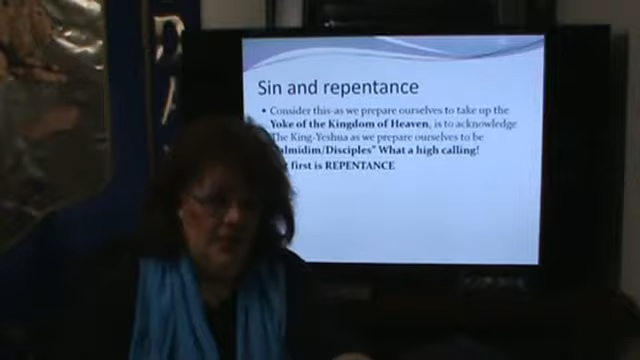 Sin and repentance
• Consider this-as we prepare ourselves to take up the
Yoke of the Kingdom of Heaven, is to acknowledge
The King-Yeshua as we prepare ourselves to be
almidim/Disciples" What a high calling!
first is REPENTANCE